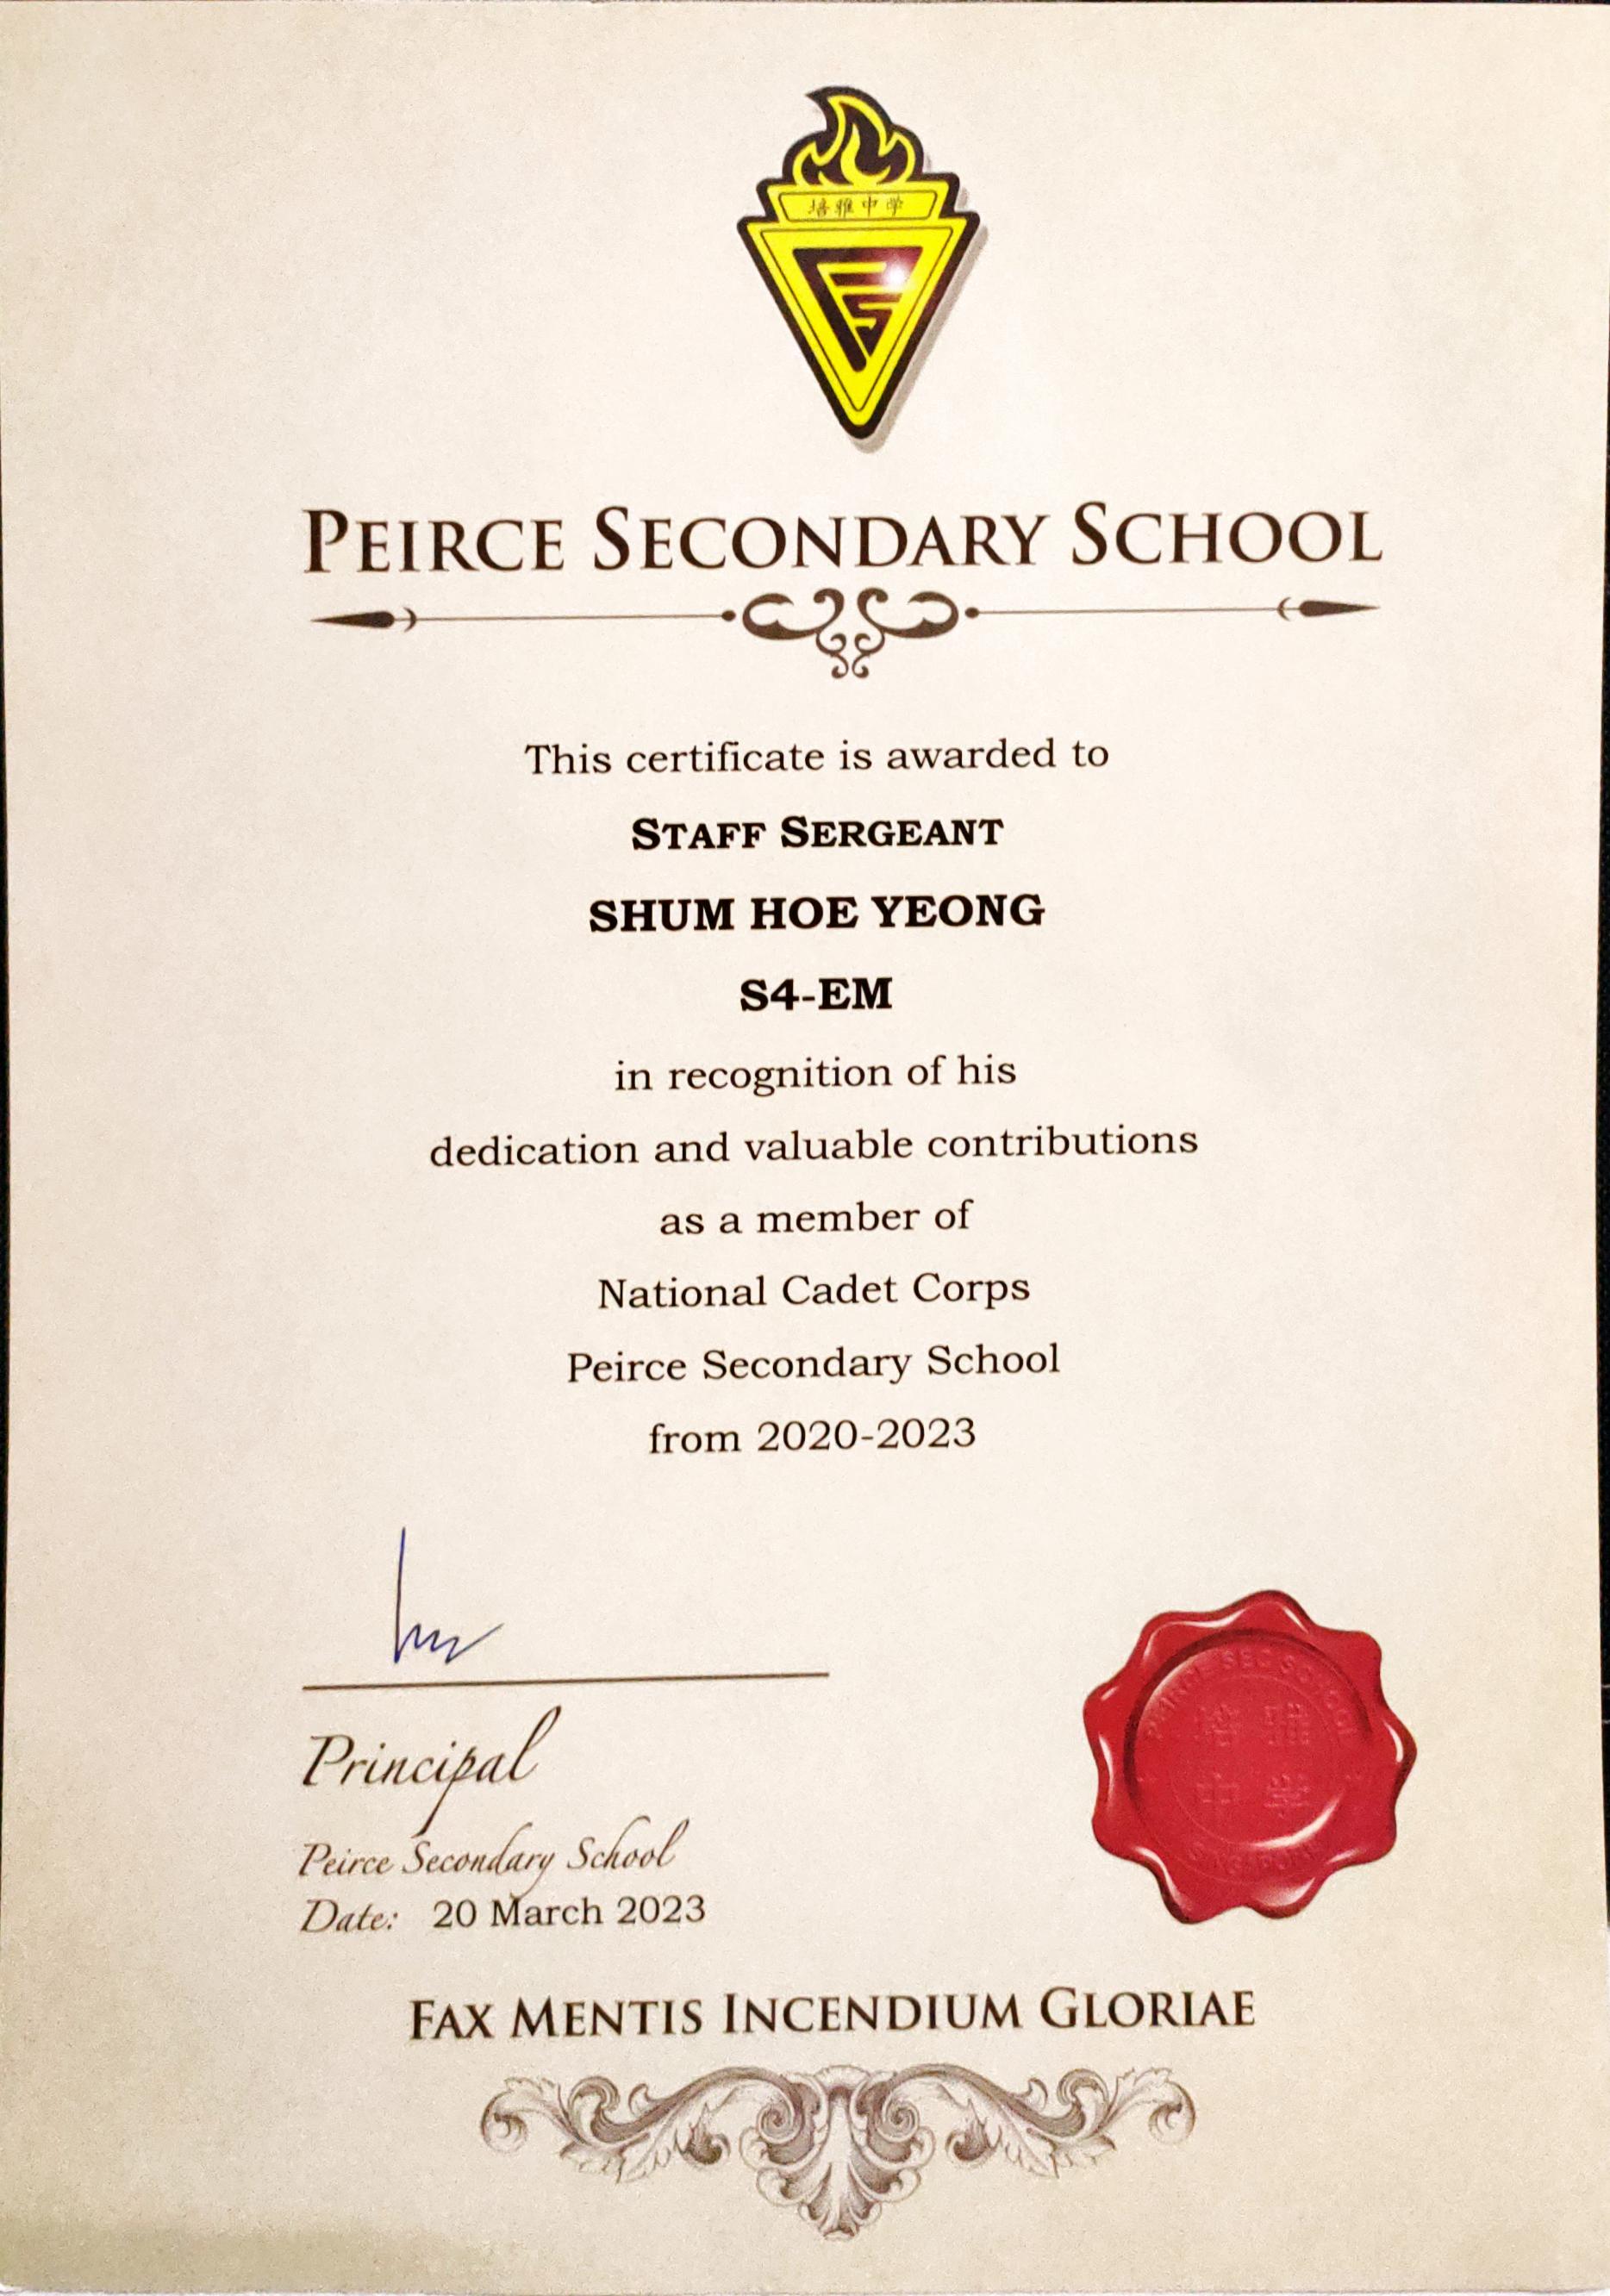 培雅中学
PS
PEIRCE SECONDARY SCHOOL
This certificate is awarded to
STAFF SERGEANT
SHUM HOE YEONG
S4-EM
in recognition of his
dedication and valuable contributions
as a member of
National Cadet Corps
Peirce Secondary School
from 2020-2023
PEIRCE SEC SCHOOL
培雅
中学
SINGAPORE
Principal
Peirce Secondary School
Date: 20 March 2023
FAX MENTIS INCENDIUM GLORIAE